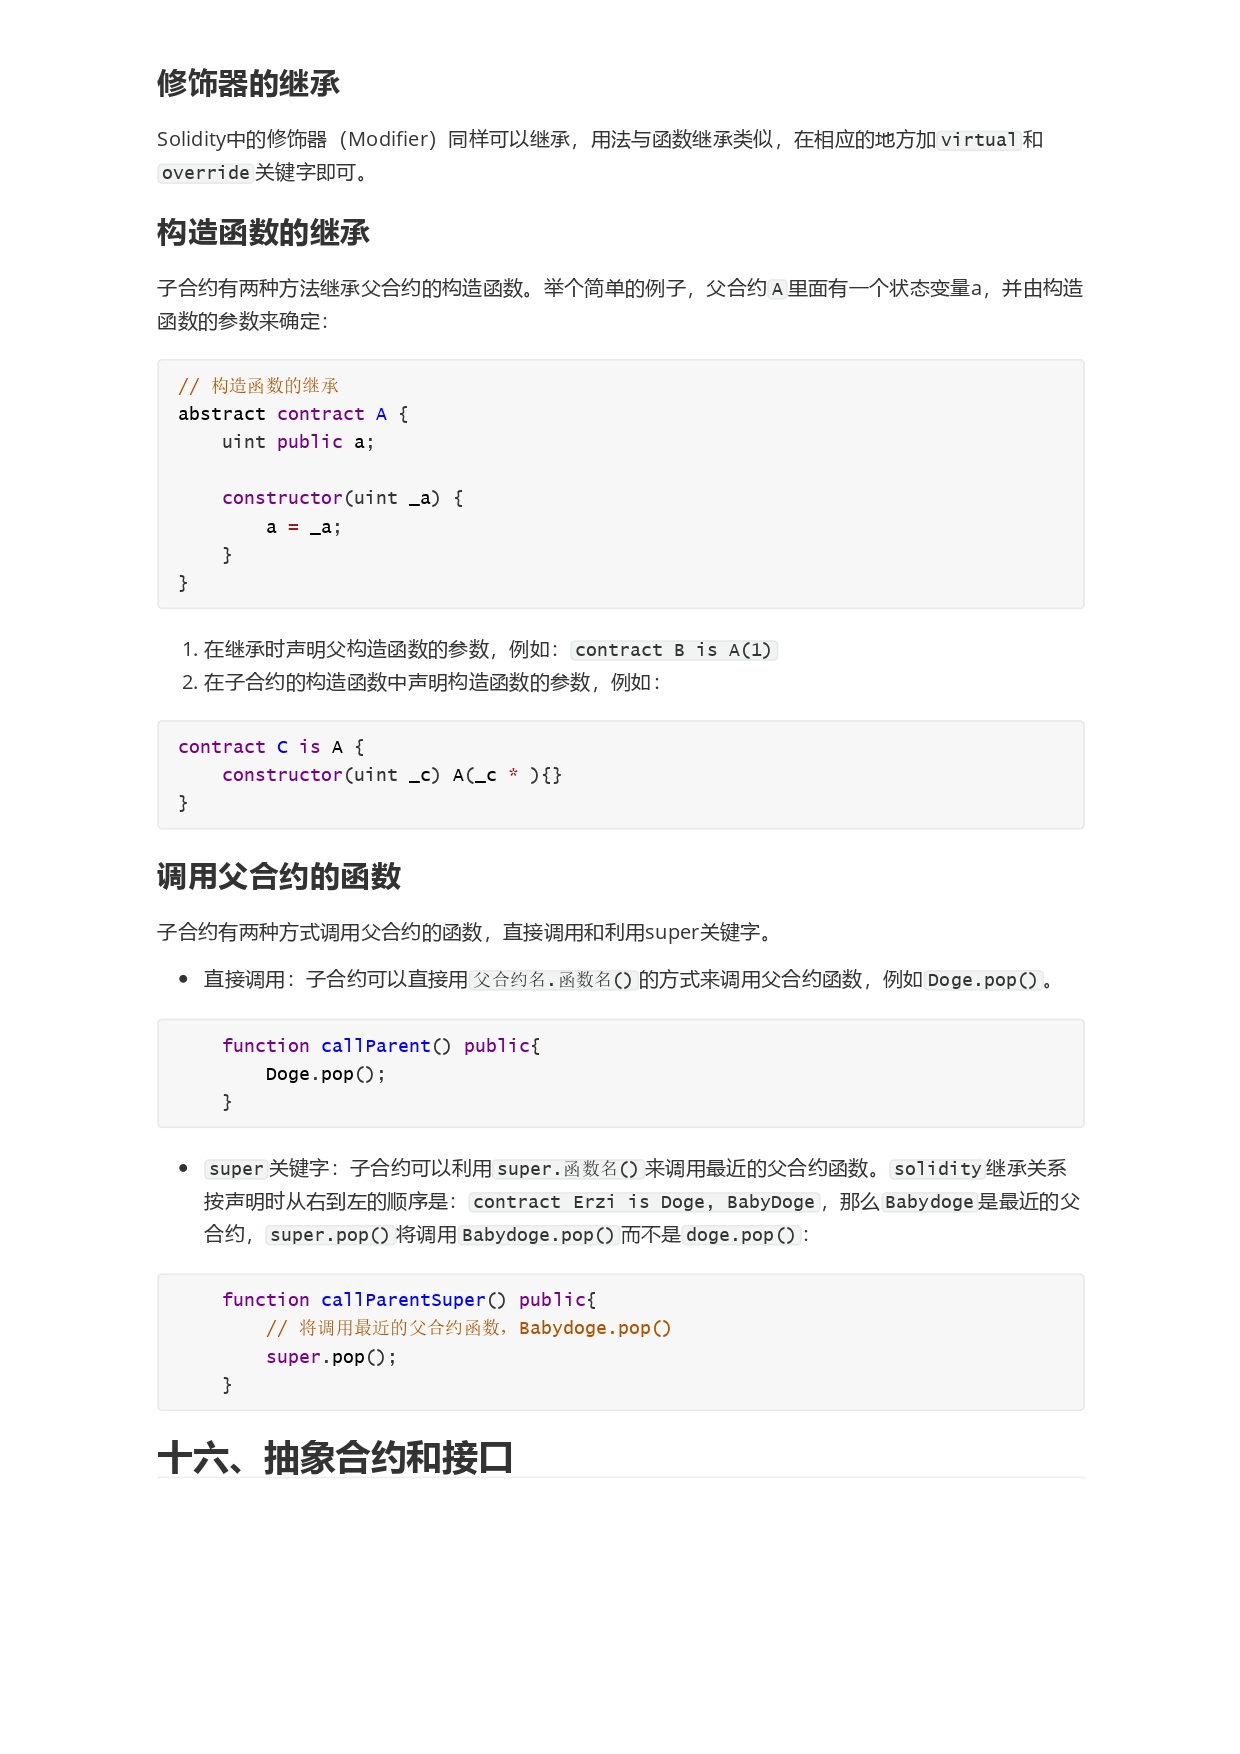 修饰器的继承
Solidity中的修饰器（Modifier）同样可以继承，用法与函数继承类似，在相应的地方加virtual和
override关键字即可。
构造函数的继承
子合约有两种方法继承父合约的构造函数。举个简单的例子，父合约A里面有一个状态变量a，并由构造
函数的参数来确定：
// 构造函数的继承
abstract contract A {
    uint public a;
    constructor(uint _a) {
        a = _a;
    }
}
1. 在继承时声明父构造函数的参数，例如：contract B is A(1)
2. 在子合约的构造函数中声明构造函数的参数，例如：
contract C is A {
    constructor(uint _c) A(_c * ){}
}
调用父合约的函数
子合约有两种方式调用父合约的函数，直接调用和利用super关键字。
• 直接调用：子合约可以直接用父合约名.函数名()的方式来调用父合约函数，例如Doge.pop()。
    function callParent() public{
        Doge.pop();
    }
• super关键字：子合约可以利用super.函数名()来调用最近的父合约函数。solidity继承关系
按声明时从右到左的顺序是：contract Erzi is Doge, BabyDoge，那么Babydoge是最近的父
合约，super.pop()将调用Babydoge.pop()而不是doge.pop()：
    function callParentSuper() public{
        // 将调用最近的父合约函数，Babydoge.pop()
        super.pop();
    }
十六、抽象合约和接口